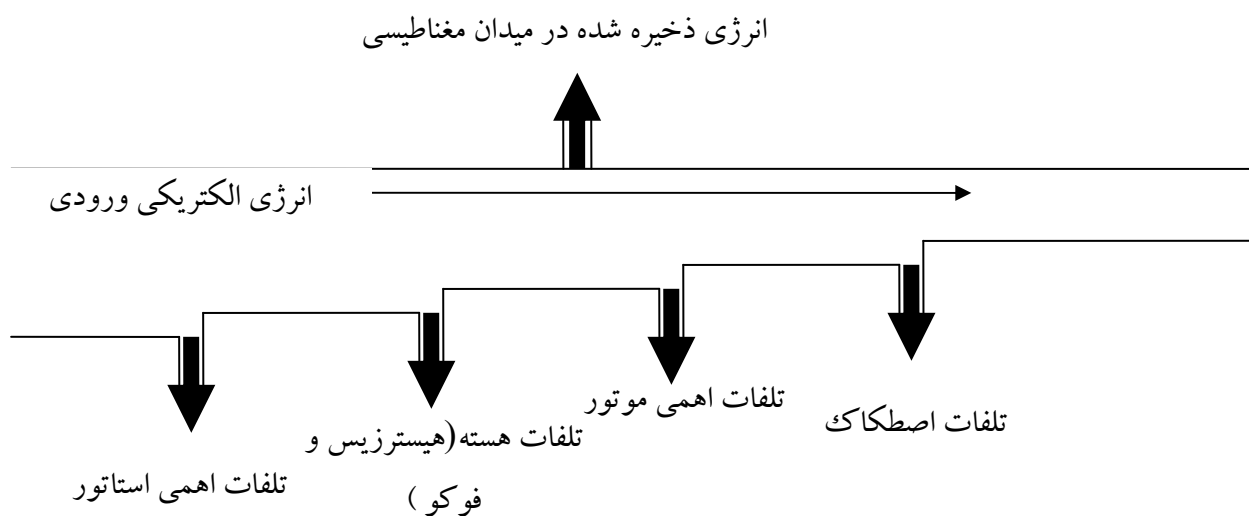 انرژی ذخیره شده در میدان مغناطیسی
انرژی الکتریکی ورودی
تلفات اهمی موتور
تلفات اصطکاك
تلفات هسته(هیسترزیس و
فوکو )
تلفات اهمی استاتور